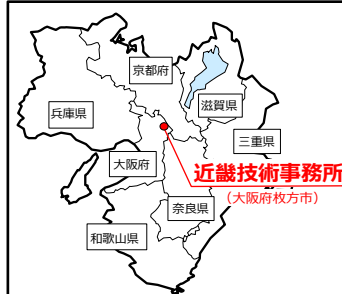 京都府
兵庫県
滋賀県
三重県
大阪府
近畿技術事務所
(大阪府枚方市)
奈良県
和歌山県